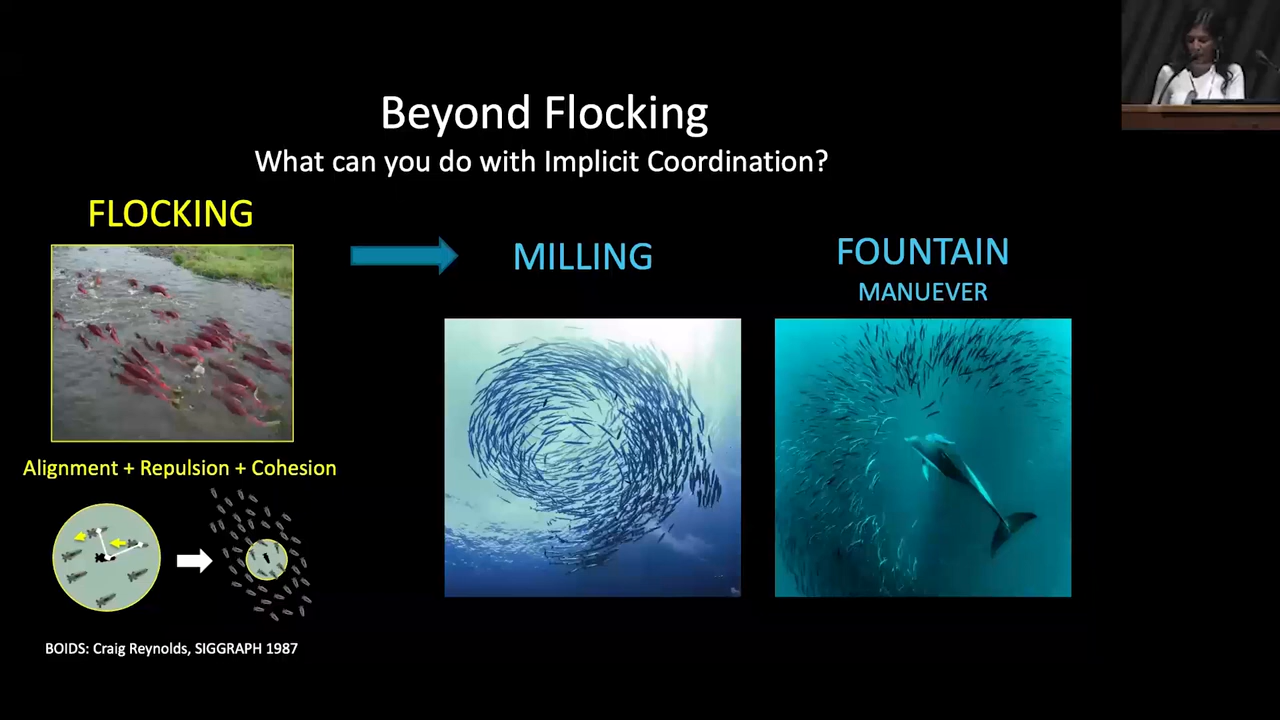 Beyond Flocking
What can you do with Implicit Coordination?
FLOCKING
MILLING
FOUNTAIN
MANUEVER
Alignment + Repulsion + Cohesion
BOIDS: Craig Reynolds, SIGGRAPH 1987